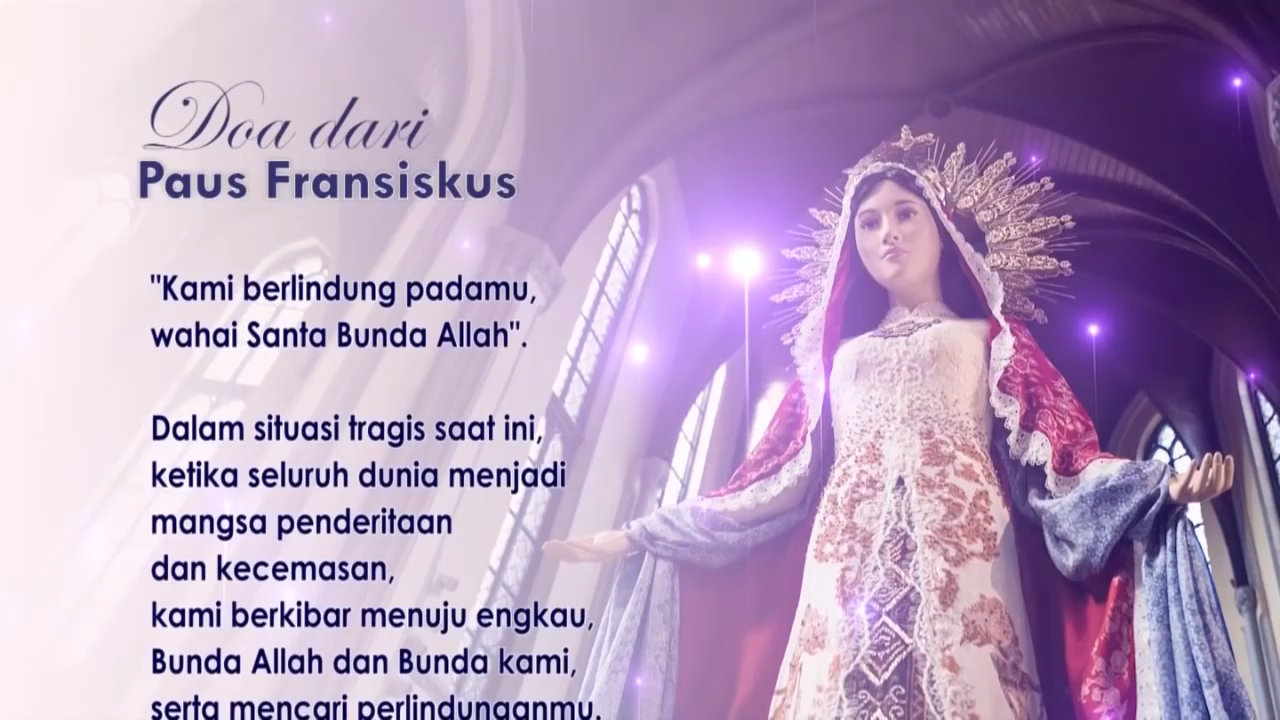 Doa dari
Paus Fransiskus
"Kami berlindung padamu,
wahai Santa Bunda Allah".
Dalam situasi tragis saat ini,
ketika seluruh dunia menjadi
mangsa penderitaan
dan kecemasan,
kami berkibar menuju engkau,
Bunda Allah dan Bunda kami,
serta mencari perlindunganmu.